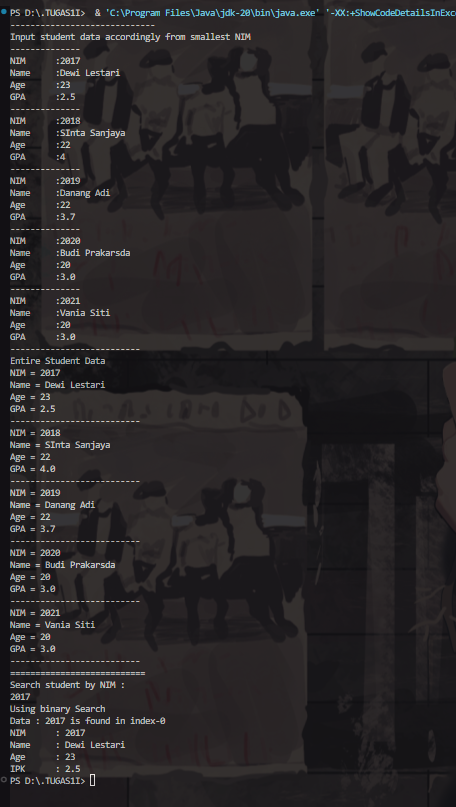 PS D:\.TUGAS1I>  & 'C:\Program Files\Java\jdk-20\bin\java.exe' '-XX:+ShowCodeDetailsInExce
-----------------------------
Input student data accordingly from smallest NIM
--------------
NIM      :2017
Name     :Dewi Lestari
Age      :23
GPA      :2.5
--------------
NIM      :2018
Name     :SInta Sanjaya
Age      :22
GPA      :4
--------------
NIM      :2019
Name     :Danang Adi
Age      :22
GPA      :3.7
--------------
NIM      :2020
Name     :Budi Prakarsda
Age      :20
GPA      :3.0
--------------
NIM      :2021
Name     :Vania Siti
Age      :20
GPA      :3.0
--------------------------
Entire Student Data
NIM = 2017
Name = Dewi Lestari
Age = 23
GPA = 2.5
--------------------------
NIM = 2018
Name = SInta Sanjaya
Age = 22
GPA = 4.0
--------------------------
NIM = 2019
Name = Danang Adi
Age = 22
GPA = 3.7
--------------------------
NIM = 2020
Name = Budi Prakarsda
Age = 20
GPA = 3.0
--------------------------
NIM = 2021
Name = Vania Siti
Age = 20
GPA = 3.0
--------------------------
===========================
Search student by NIM :
2017
Using binary Search
Data : 2017 is found in index-0
NIM      : 2017
Name     : Dewi Lestari
Age      : 23
IPK      : 2.5
PS D:\.TUGAS1I>